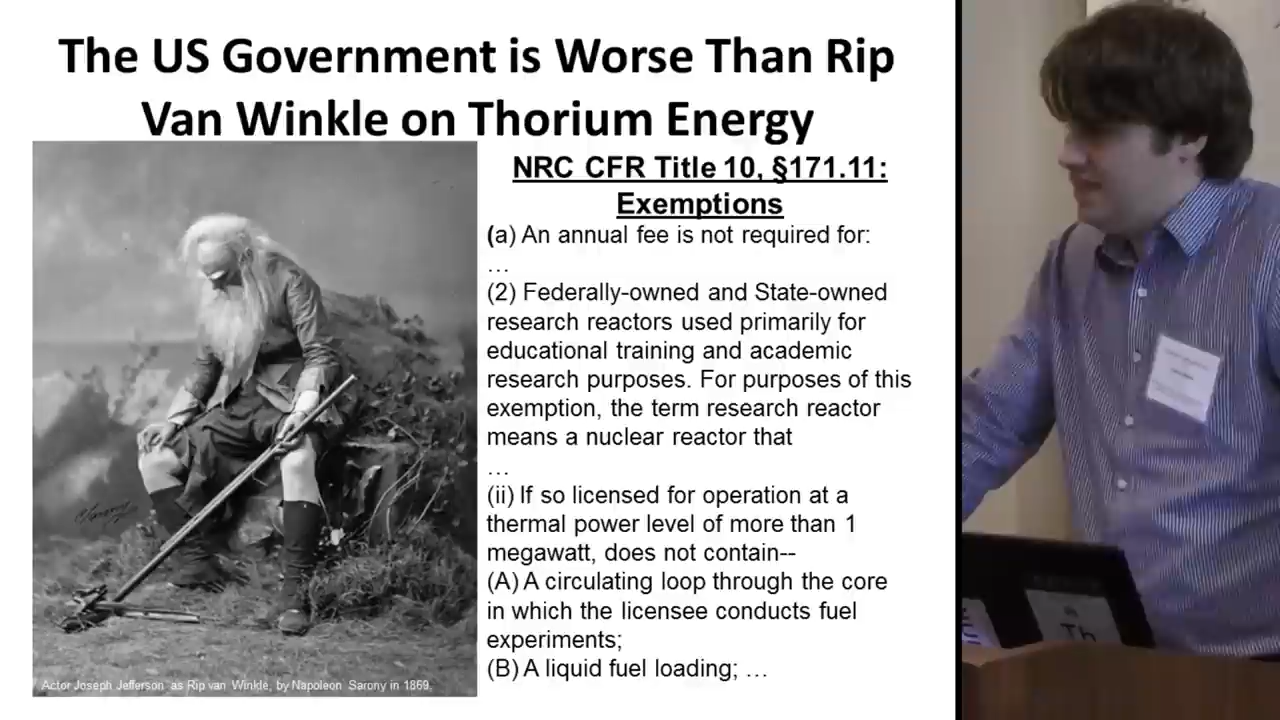 The US Government is Worse Than Rip
Van Winkle on Thorium Energy
NRC CFR Title 10, §171.11:
Exemptions
(a) An annual fee is not required for:
…
(2) Federally-owned and State-owned
research reactors used primarily for
educational training and academic
research purposes. For purposes of this
exemption, the term research reactor
means a nuclear reactor that
…
(ii) If so licensed for operation at a
thermal power level of more than 1
megawatt, does not contain--
(A) A circulating loop through the core
in which the licensee conducts fuel
experiments;
(B) A liquid fuel loading; …
Actor Joseph Jefferson as Rip van Winkle, by Napoleon Sarony in 1869.
Th